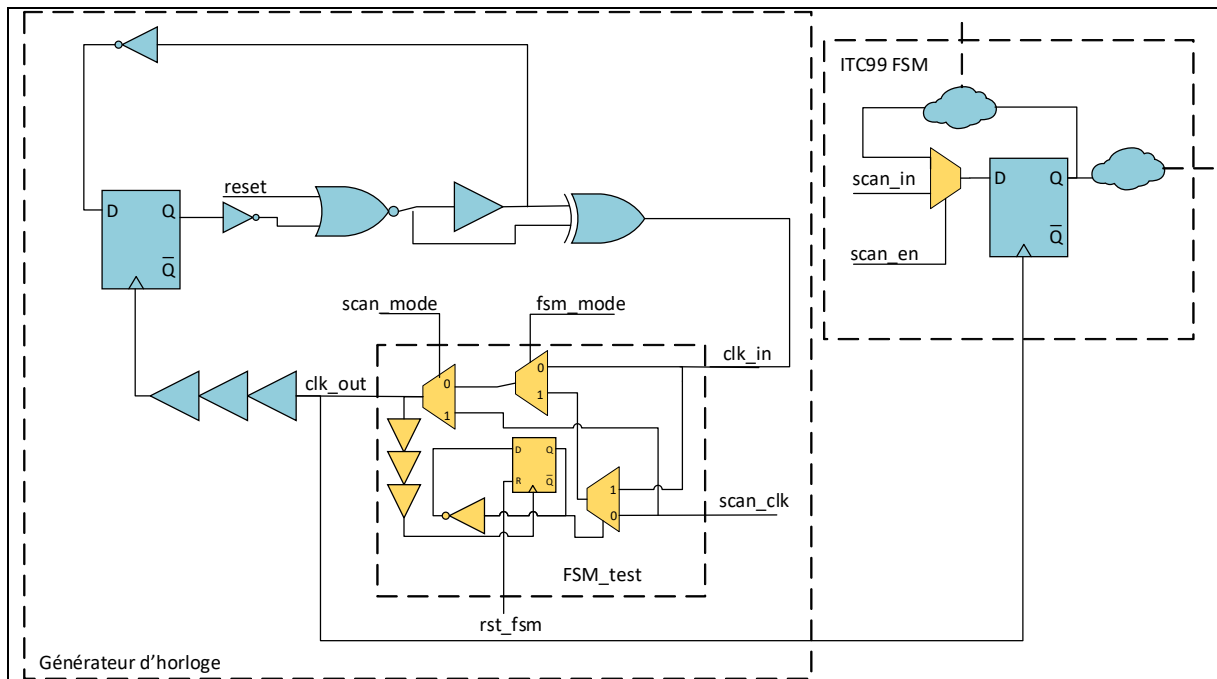 ITC99 FSM
reset
D
Q
Q
scan_in
scan_en
D
Q
Q
scan_mode
fsm_mode
clk_in
clk_out
0
1
0
1
D
Q
R
Q
1
0
scan_clk
FSM_test
rst_fsm
Générateur d'horloge